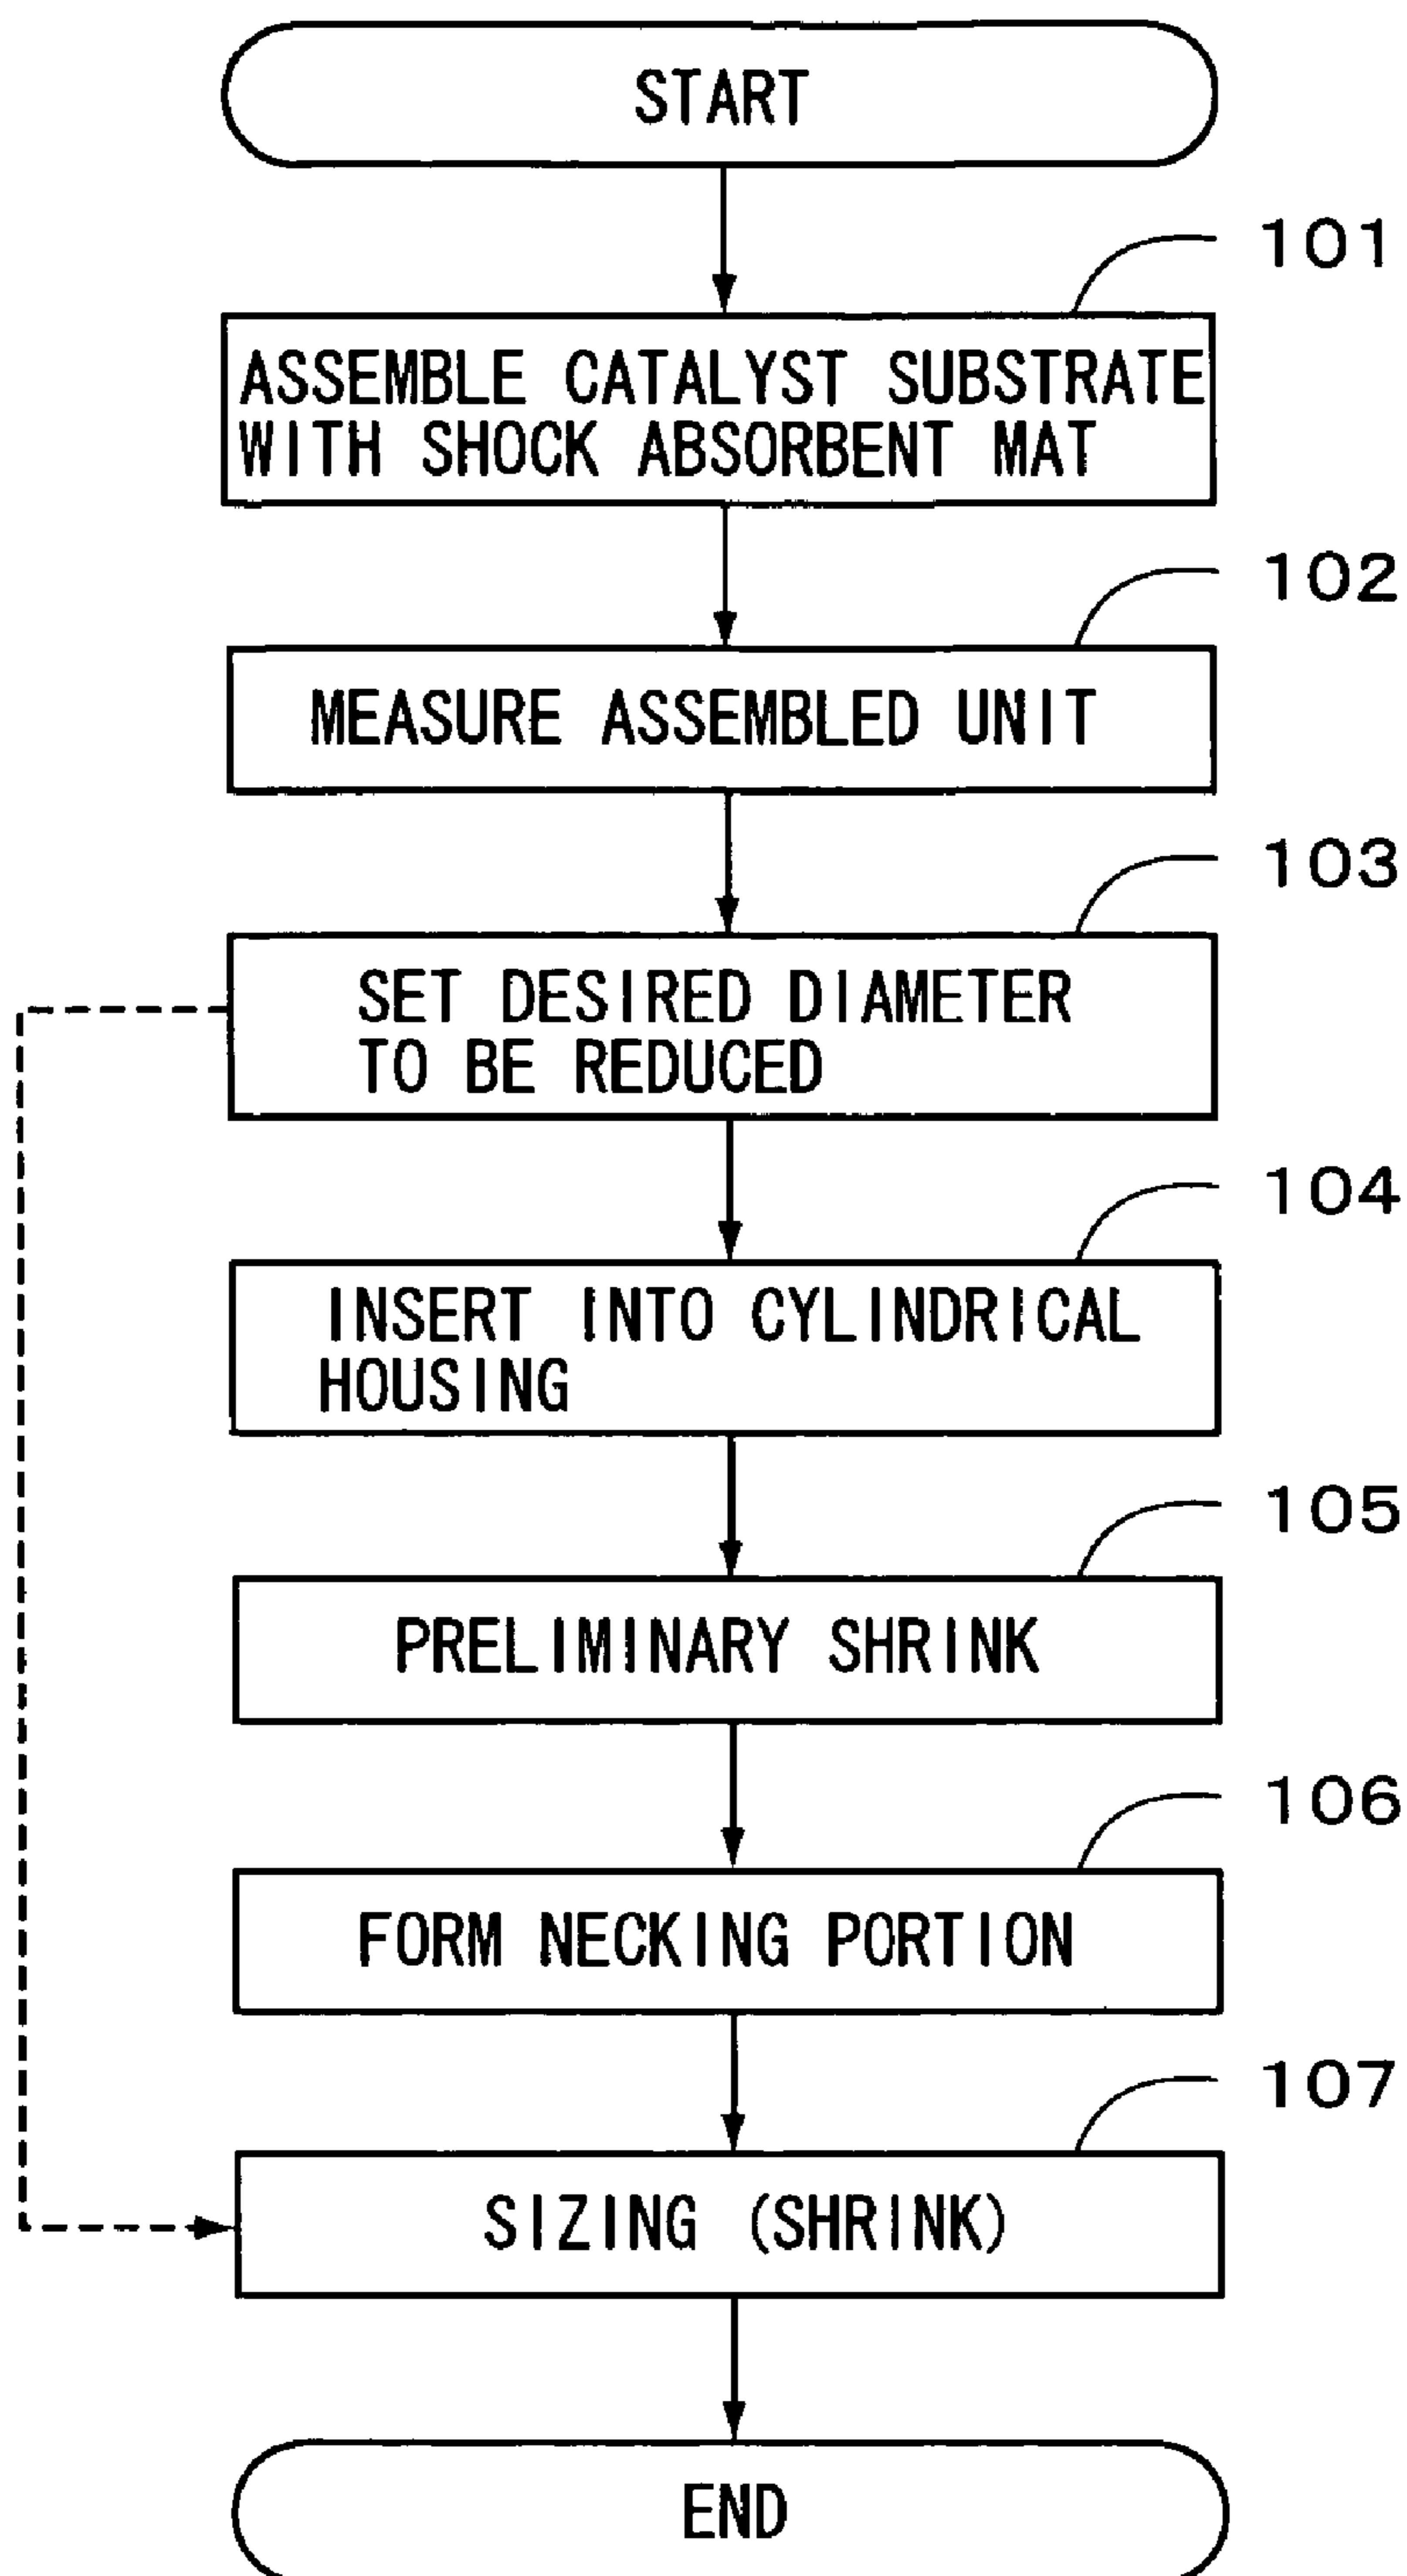 START
101
ASSEMBLE CATALYST SUBSTRATE
WITH SHOCK ABSORBENT MAT
102
MEASURE ASSEMBLED UNIT
103
SET DESIRED DIAMETER
TO BE REDUCED
104
INSERT INTO CYLINDRICAL
HOUSING
105
PRELIMINARY SHRINK
106
FORM NECKING PORTION
107
SIZING (SHRINK)
END